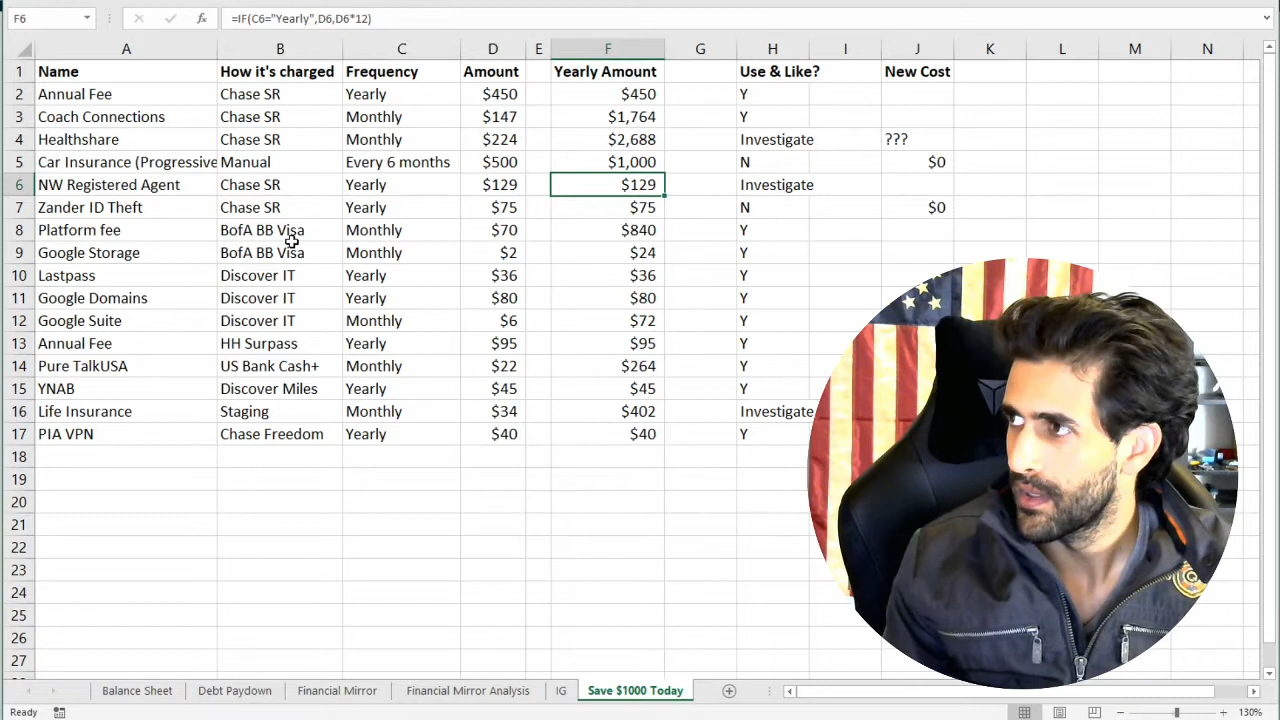 F6 fx =IF(C6="Yearly",D6,D6*12)
A B C D E F G H I J K L M N
1 Name How it's charged Frequency Amount Yearly Amount Use & Like? New Cost
2 Annual Fee Chase SR Yearly $450 $450 Y
3 Coach Connections Chase SR Monthly $147 $1,764 Y
4 Healthshare Chase SR Monthly $224 $2,688 Investigate ???
5 Car Insurance (Progressive Manual Every 6 months $500 $1,000 N $0
6 NW Registered Agent Chase SR Yearly $129 $129 Investigate
7 Zander ID Theft Chase SR Yearly $75 $75 N $0
8 Platform fee BofA BB Visa Monthly $70 $840 Y
9 Google Storage BofA BB Visa Monthly $2 $24 Y
10 Lastpass Discover IT Yearly $36 $36 Y
11 Google Domains Discover IT Yearly $80 $80 Y
12 Google Suite Discover IT Monthly $6 $72 Y
13 Annual Fee HH Surpass Yearly $95 $95 Y
14 Pure TalkUSA US Bank Cash+ Monthly $22 $264 Y
15 YNAB Discover Miles Yearly $45 $45 Y
16 Life Insurance Staging Monthly $34 $402 Investigate
17 PIA VPN Chase Freedom Yearly $40 $40 Y
18
19
20
21
22
23
24
25
26
27
Balance Sheet Debt Paydown Financial Mirror Financial Mirror Analysis IG Save $1000 Today
Ready 130%